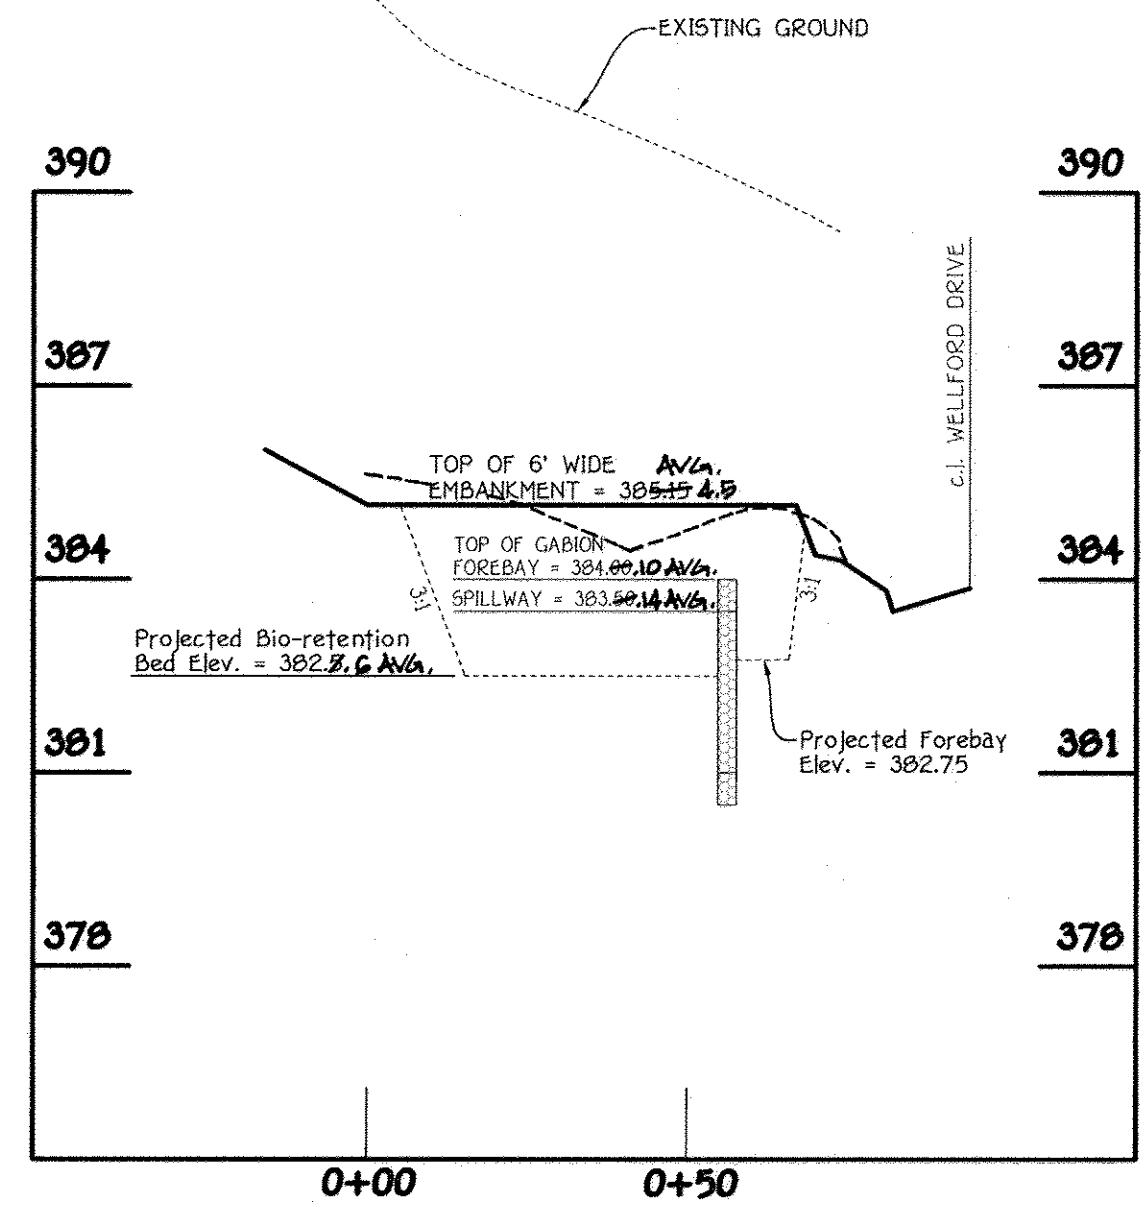 EXISTING GROUND
390
390
387
387
c.J. WELLFORD DRIVE
TOP OF 6' WIDE AVG.
EMBANKMENT = 385.15 4.5
384
384
TOP OF GABION
FOREBAY = 384.00.10 AVG.
SPILLWAY = 383.50.14 AVG.
3:1
3:1
Projected Bio-retention
Bed Elev. = 382.6 AVG.
381
381
Projected Forebay
Elev. = 382.75
378
378
0+00
0+50